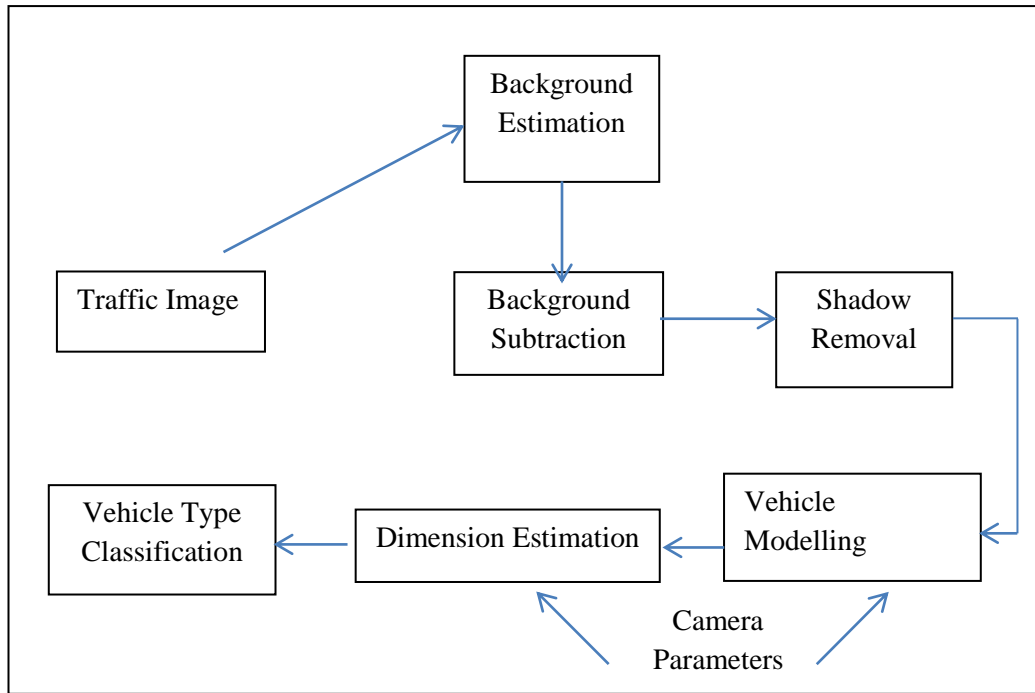 Background
Estimation
Traffic Image
Background
Subtraction
Shadow
Removal
Vehicle
Modelling
Dimension Estimation
Vehicle Type
Classification
Camera
Parameters